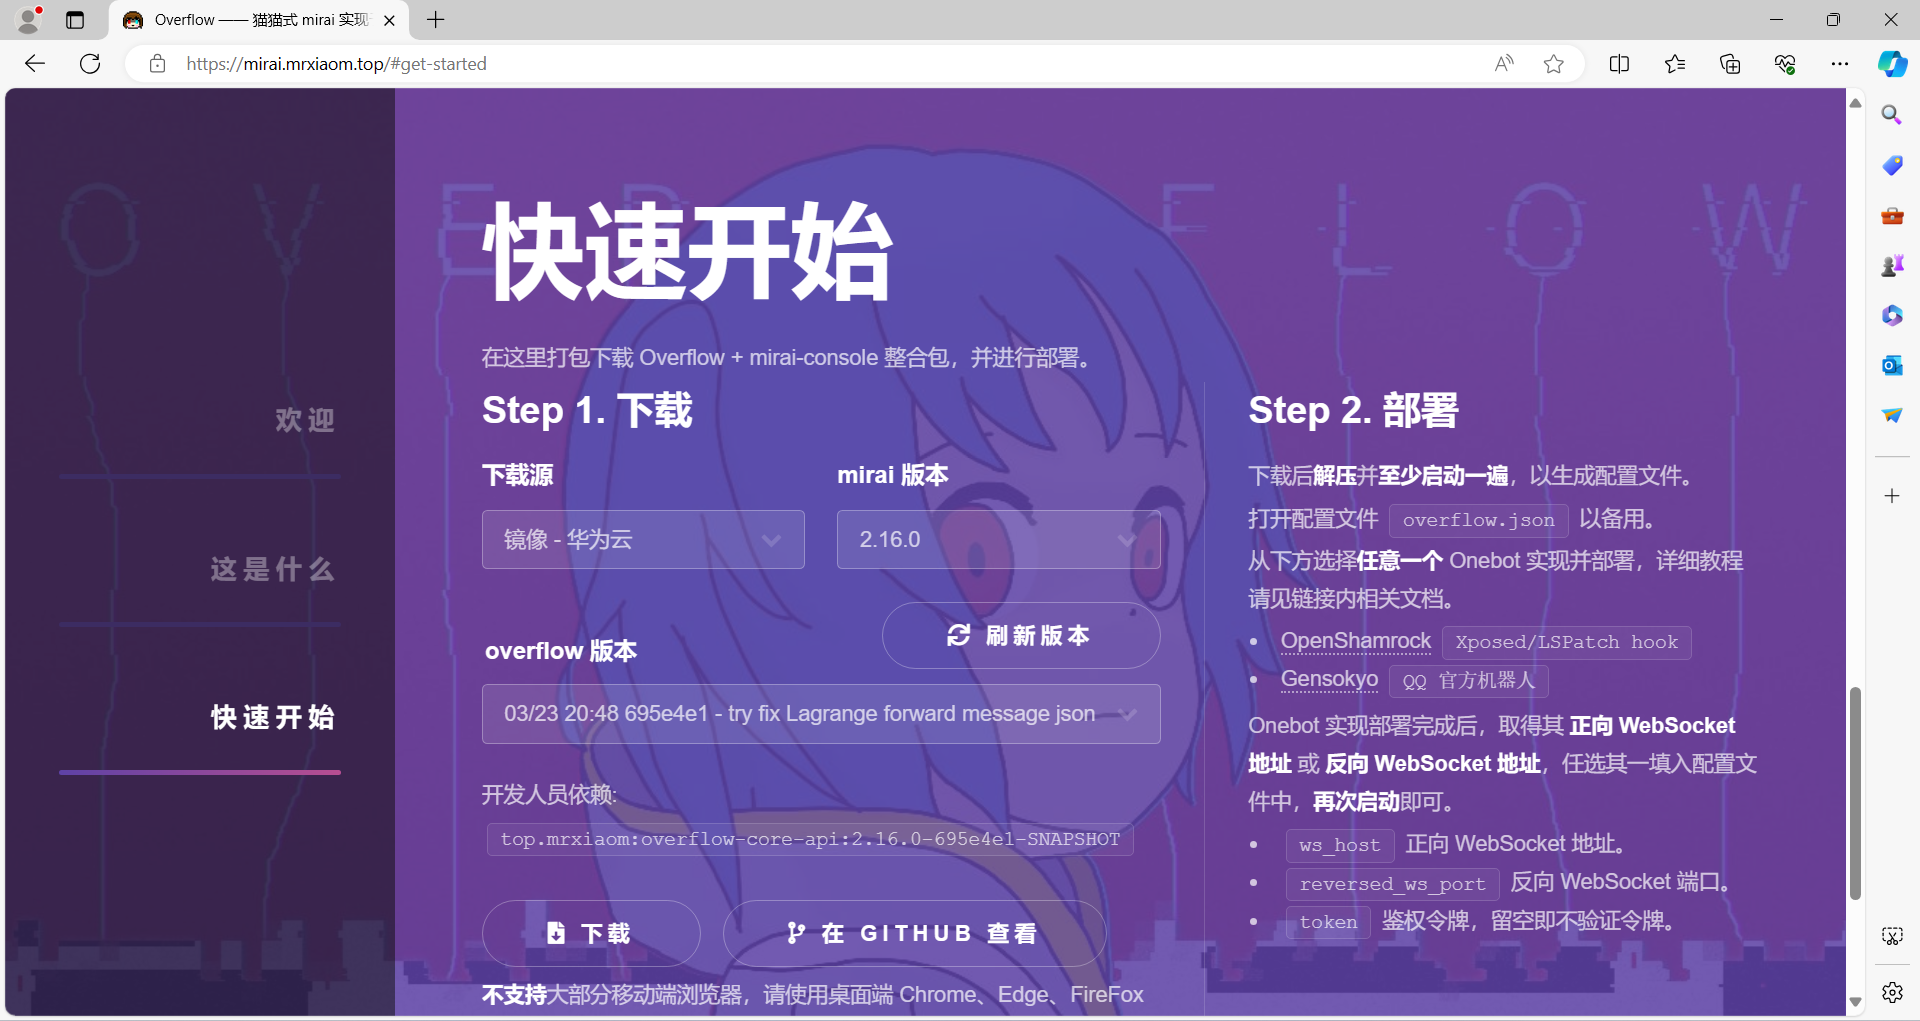 Overflow —— 猫猫式 mirai 实现
https://mirai.mrxiaom.top/#get-started
OVERFLOW
欢迎
这是什么
快速开始
快速开始
在这里打包下载 Overflow + mirai-console 整合包，并进行部署。
Step 1. 下载
下载源
mirai 版本
镜像 - 华为云
2.16.0
刷新版本
overflow 版本
03/23 20:48 695e4e1 - try fix Lagrange forward message json
开发人员依赖:
top.mrxiaom:overflow-core-api:2.16.0-695e4e1-SNAPSHOT
下载
在 GITHUB 查看
不支持大部分移动端浏览器，请使用桌面端 Chrome、Edge、FireFox
Step 2. 部署
下载后解压并至少启动一遍，以生成配置文件。
打开配置文件 overflow.json 以备用。
从下方选择任意一个 Onebot 实现并部署，详细教程
请见链接内相关文档。
• OpenShamrock Xposed/LSPatch hook
• Gensokyo QQ 官方机器人
Onebot 实现部署完成后，取得其 正向 WebSocket
地址 或 反向 WebSocket 地址，任选其一填入配置文
件中，再次启动即可。
• ws_host 正向 WebSocket 地址。
• reversed_ws_port 反向 WebSocket 端口。
• token 鉴权令牌，留空即不验证令牌。